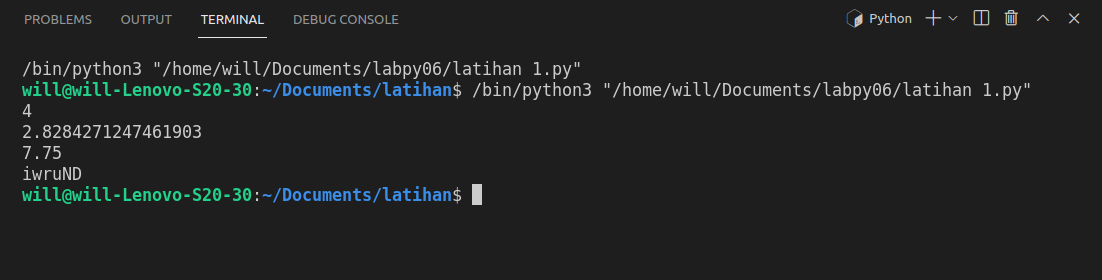 PROBLEMS OUTPUT TERMINAL DEBUG CONSOLE Python
/bin/python3 "/home/will/Documents/labpy06/latihan 1.py"
will@will-Lenovo-S20-30:~/Documents/latihan$ /bin/python3 "/home/will/Documents/labpy06/latihan 1.py"
4
2.8284271247461903
7.75
iwruND
will@will-Lenovo-S20-30:~/Documents/latihan$